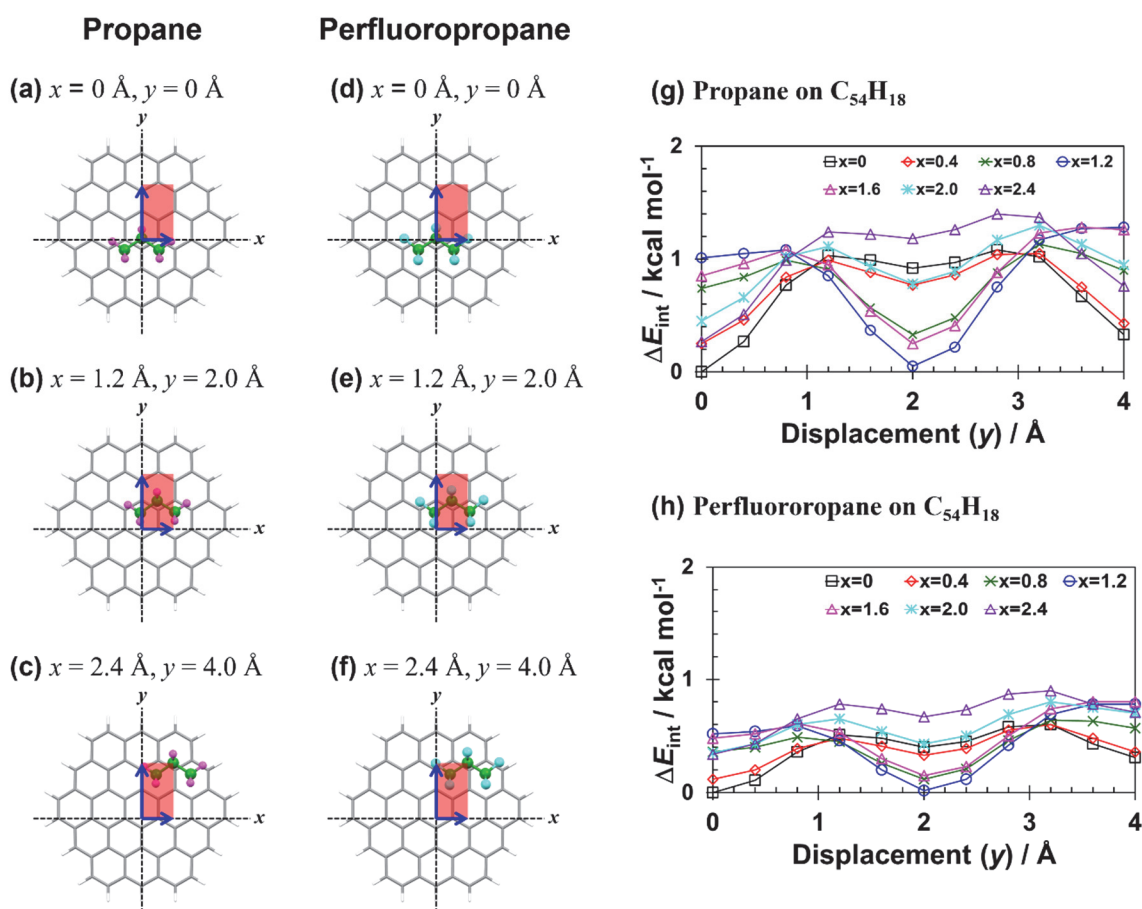 Propane
Perfluoropropane
(a) x = 0 Å, y = 0 Å
y
x
(b) x = 1.2 Å, y = 2.0 Å
y
x
(c) x = 2.4 Å, y = 4.0 Å
y
x
(d) x = 0 Å, y = 0 Å
y
x
(e) x = 1.2 Å, y = 2.0 Å
y
x
(f) x = 2.4 Å, y = 4.0 Å
y
x
(g) Propane on C54H18
x=0 x=0.4 x=0.8 x=1.2
x=1.6 x=2.0 x=2.4
2
1
0
ΔEint / kcal mol-1
0 1 2 3 4
Displacement (y) / Å
(h) Perfluororopane on C54H18
x=0 x=0.4 x=0.8 x=1.2
x=1.6 x=2.0 x=2.4
2
1
0
ΔEint / kcal mol-1
0 1 2 3 4
Displacement (y) / Å